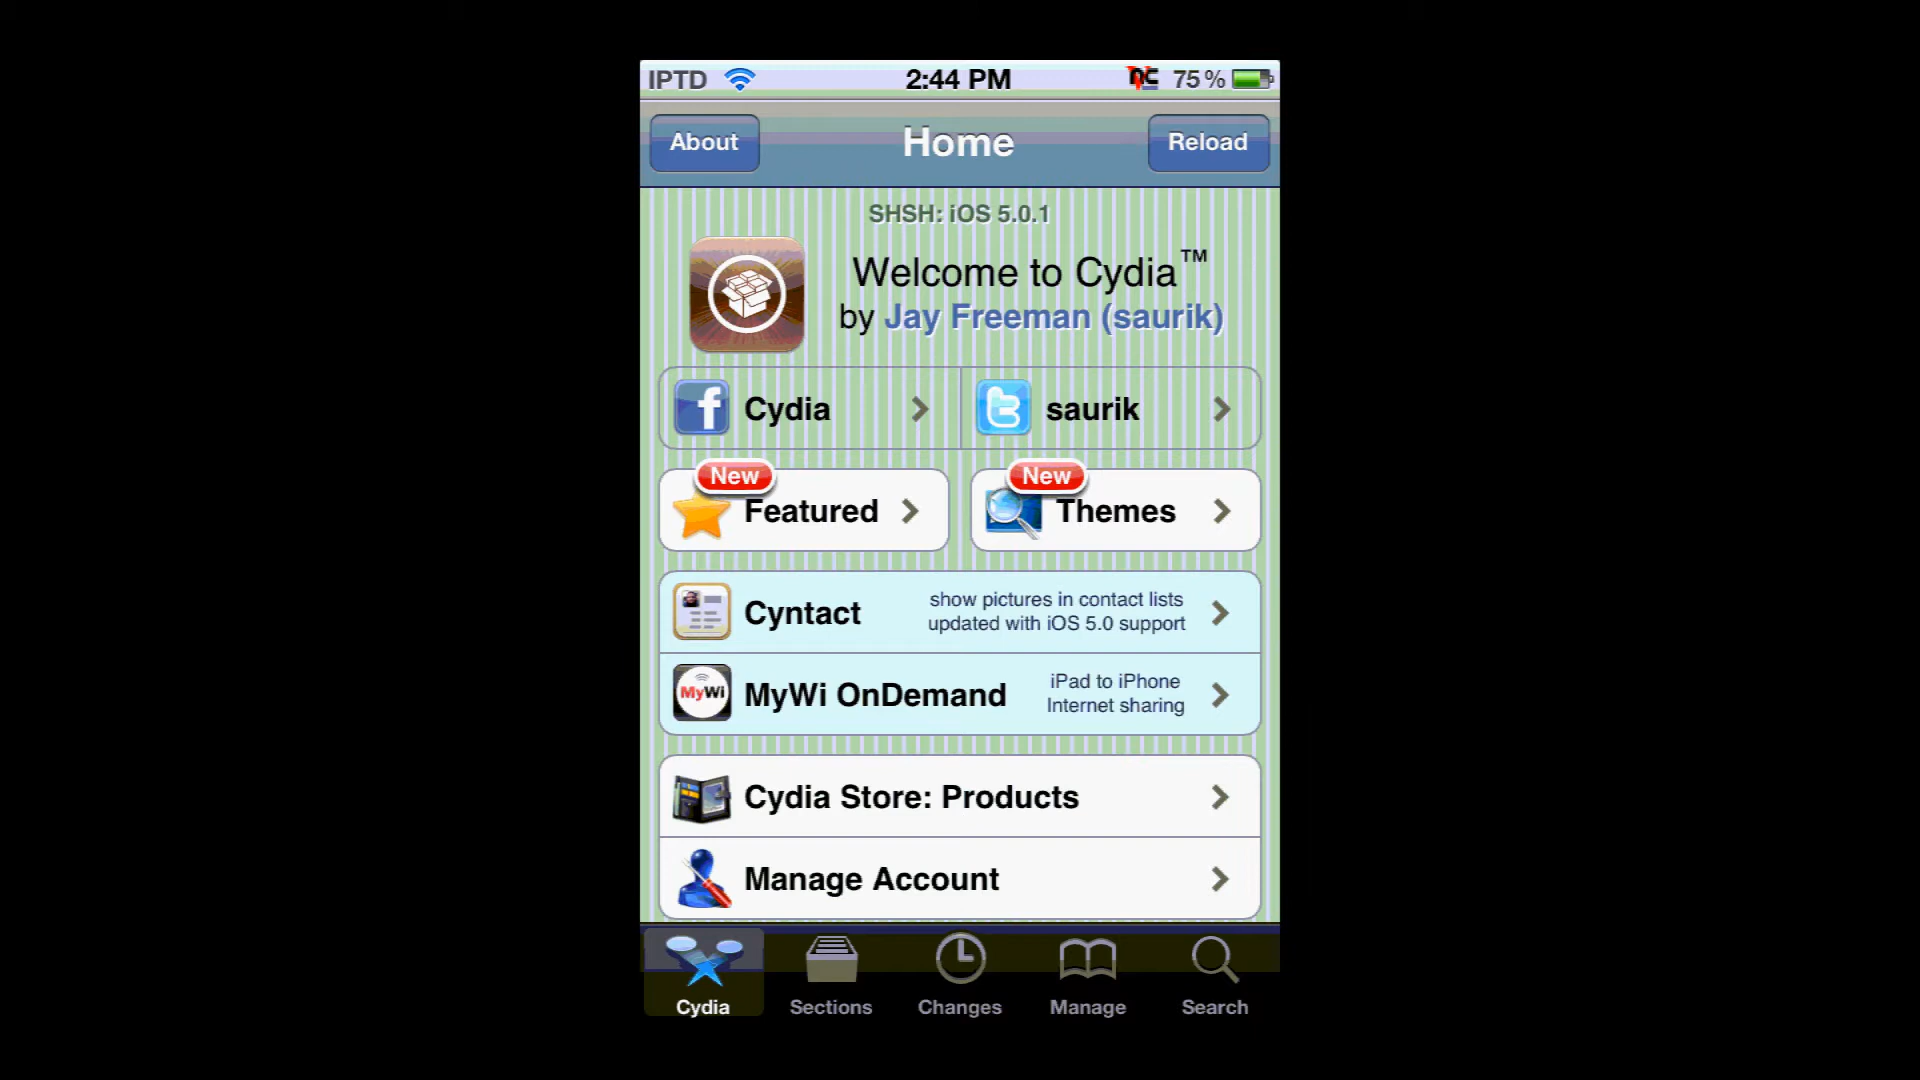 IPTD 2:44 PM 75%
About Home Reload
SHSH: iOS 5.0.1
Welcome to Cydia™
by Jay Freeman (saurik)
Cydia saurik
New New
Featured Themes
Cyntact show pictures in contact lists
updated with iOS 5.0 support
MyWi MyWi OnDemand iPad to iPhone
Internet sharing
Cydia Store: Products
Manage Account
Cydia Sections Changes Manage Search